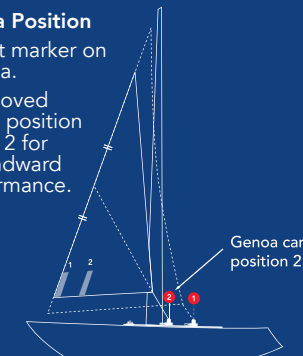 a Position
t marker on
a.
oved
position
2 for
ndward
rmance.
1 2
Genoa car
position 2
2 1